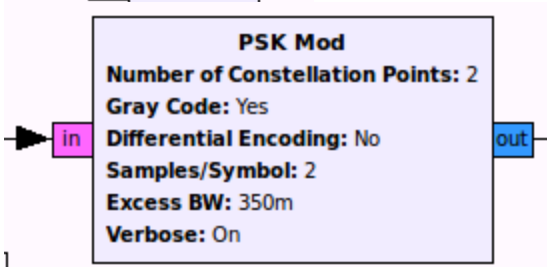 PSK Mod
Number of Constellation Points: 2
Gray Code: Yes
in
Differential Encoding: No
out
Samples/Symbol: 2
Excess BW: 350m
Verbose: On